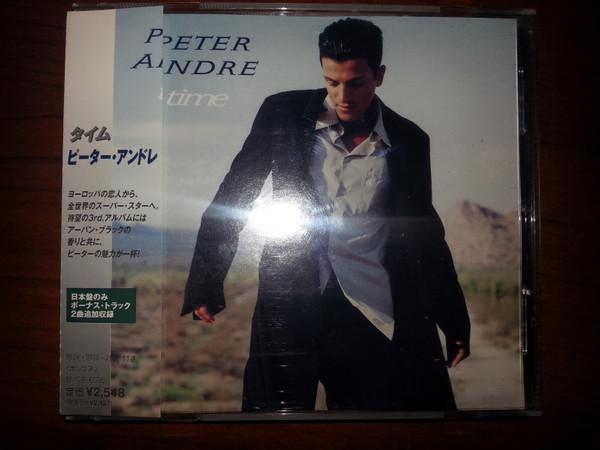 PETER
ANDRE
time
タイム
ピーター・アンドレ
ヨーロッパの恋人から、
全世界のスーパー・スターへ。
待望の3rd.アルバムには
アーバン・ブラックの
香りと共に、
ピーターの魅力が一杯!
日本盤のみ
ボーナス・トラック
2曲追加収録
定価¥2,548